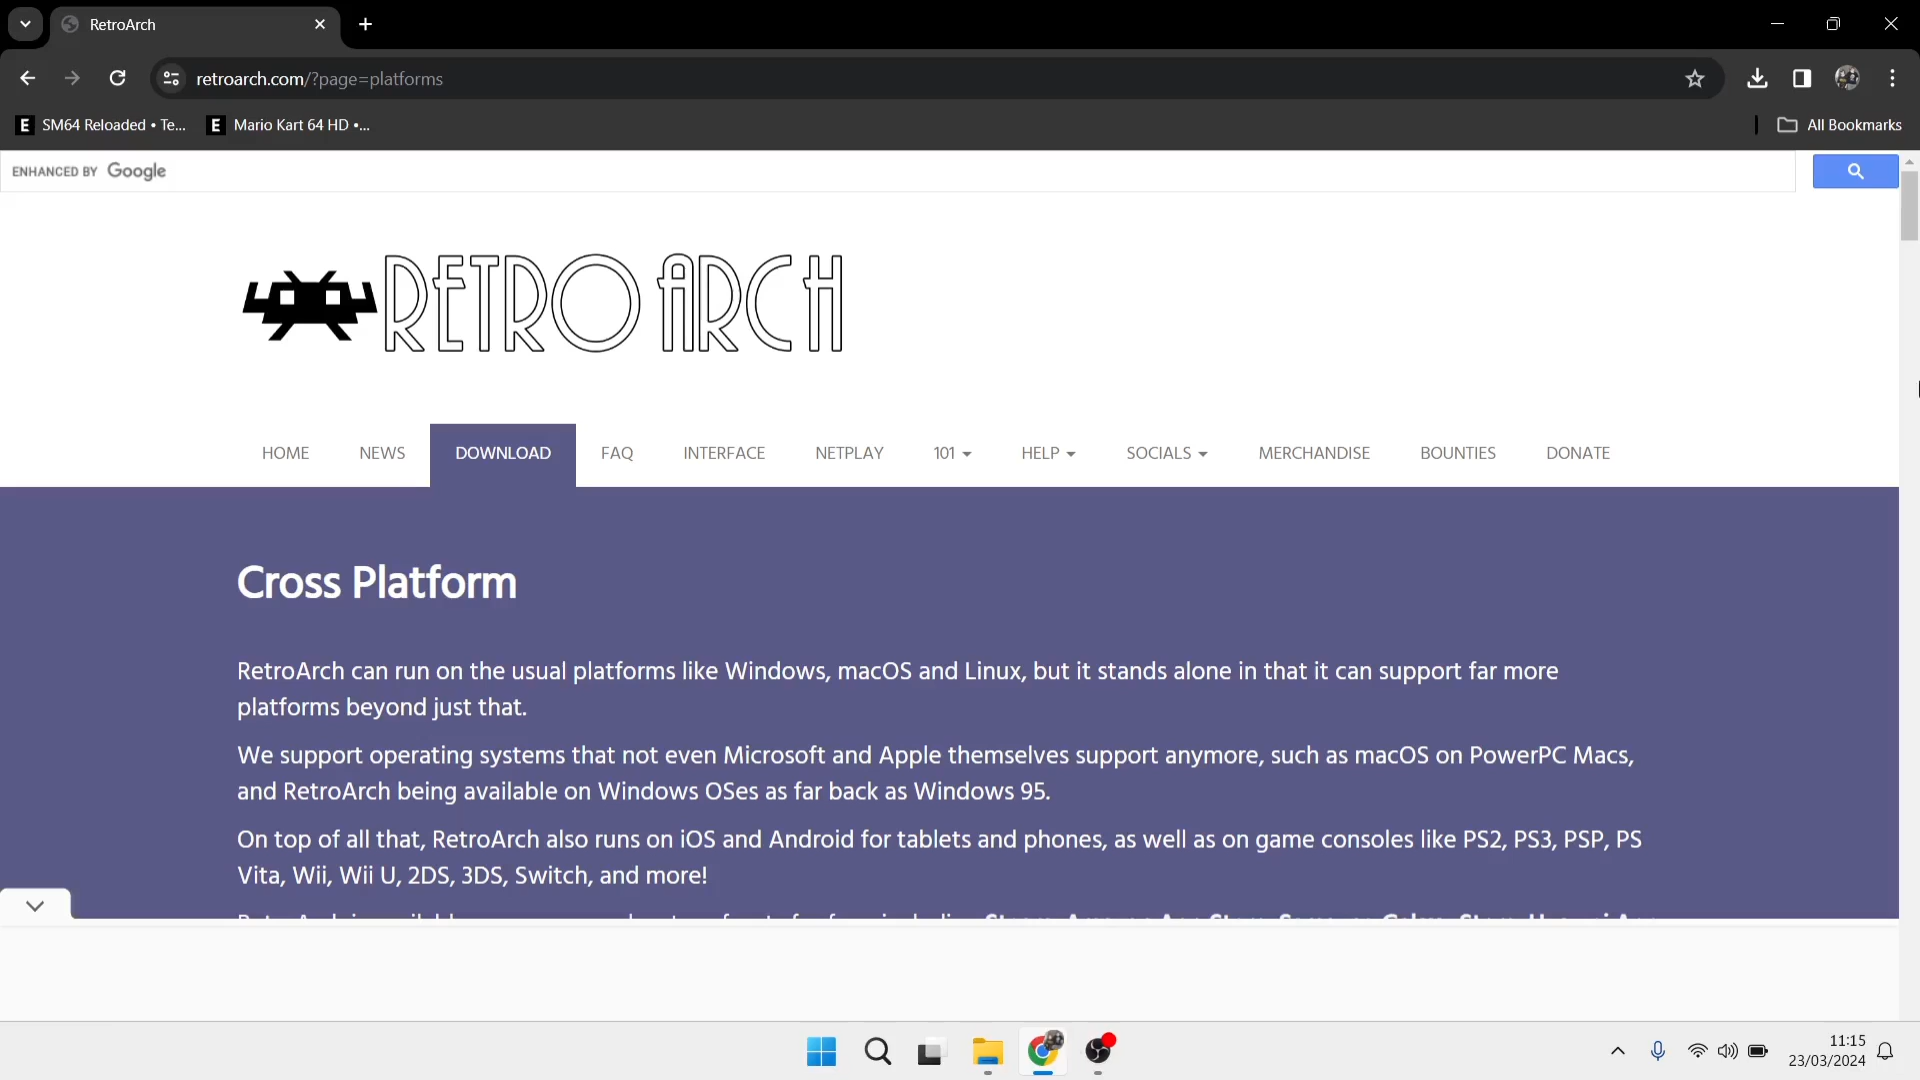 RetroArch
retroarch.com/?page=platforms
E SM64 Reloaded • Te...
E Mario Kart 64 HD •...
All Bookmarks
ENHANCED BY Google
RETRO ARCH
HOME
NEWS
DOWNLOAD
FAQ
INTERFACE
NETPLAY
101
HELP
SOCIALS
MERCHANDISE
BOUNTIES
DONATE
Cross Platform
RetroArch can run on the usual platforms like Windows, macOS and Linux, but it stands alone in that it can support far more
platforms beyond just that.
We support operating systems that not even Microsoft and Apple themselves support anymore, such as macOS on PowerPC Macs,
and RetroArch being available on Windows OSes as far back as Windows 95.
On top of all that, RetroArch also runs on iOS and Android for tablets and phones, as well as on game consoles like PS2, PS3, PSP, PS
Vita, Wii, Wii U, 2DS, 3DS, Switch, and more!
11:15
23/03/2024